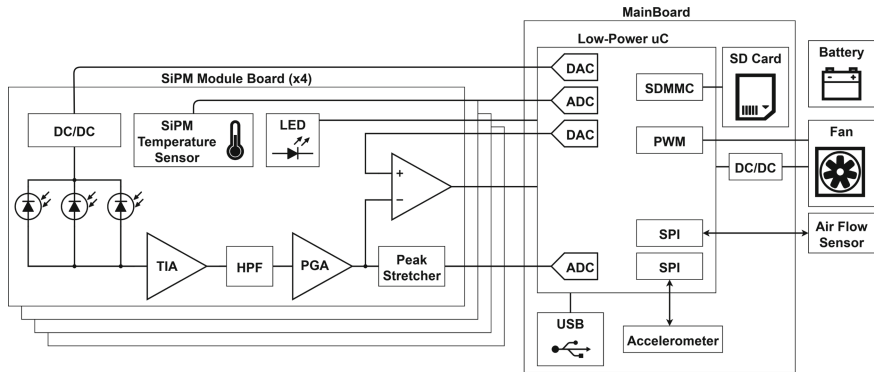 MainBoard
Low-Power uC
SiPM Module Board (x4)
DC/DC
SiPM
Temperature
Sensor
LED
DAC
ADC
DAC
SDMMC
SD Card
Battery
PWM
Fan
DC/DC
+
−
TIA
HPF
PGA
Peak
Stretcher
ADC
SPI
SPI
Air Flow
Sensor
USB
Accelerometer